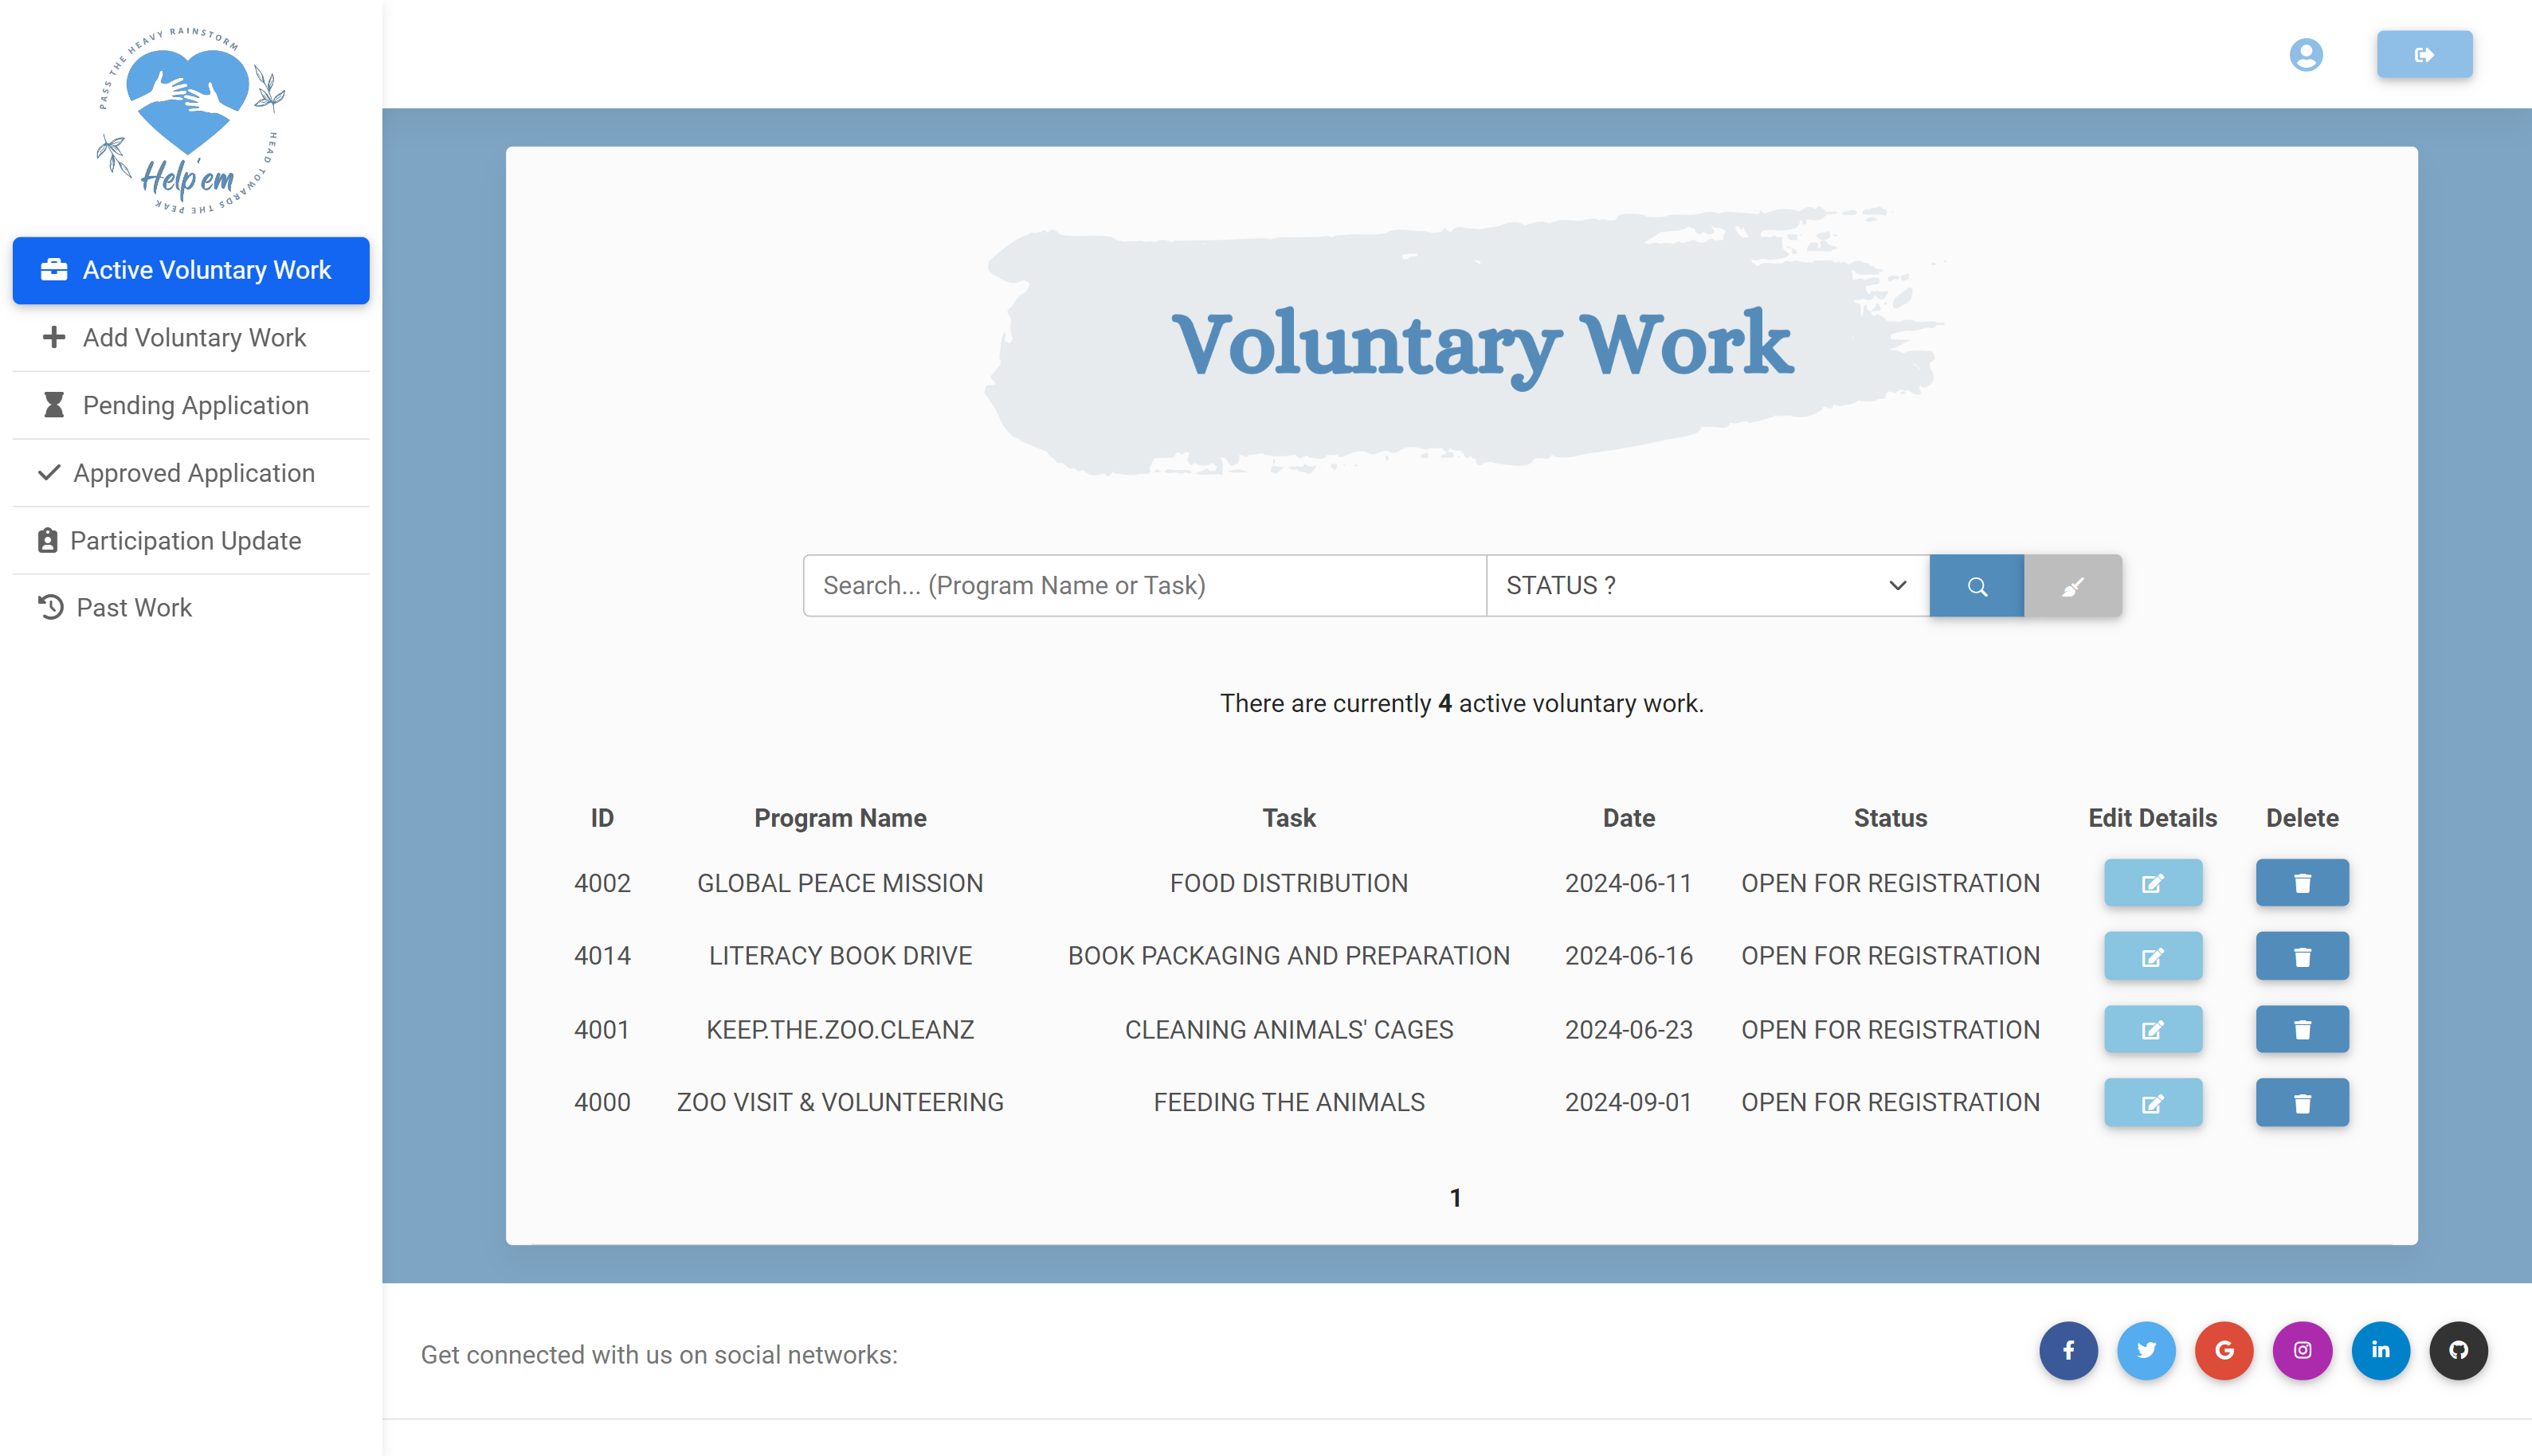 PASS THE HEAVY RAINSTORM
HEAD TOWARDS THE PEAK
Help'em
Active Voluntary Work
Add Voluntary Work
Pending Application
Approved Application
Participation Update
Past Work
Voluntary Work
Search... (Program Name or Task) STATUS ?
There are currently 4 active voluntary work.
ID Program Name Task Date Status Edit Details Delete
4002 GLOBAL PEACE MISSION FOOD DISTRIBUTION 2024-06-11 OPEN FOR REGISTRATION
4014 LITERACY BOOK DRIVE BOOK PACKAGING AND PREPARATION 2024-06-16 OPEN FOR REGISTRATION
4001 KEEP.THE.ZOO.CLEANZ CLEANING ANIMALS' CAGES 2024-06-23 OPEN FOR REGISTRATION
4000 ZOO VISIT & VOLUNTEERING FEEDING THE ANIMALS 2024-09-01 OPEN FOR REGISTRATION
1
Get connected with us on social networks: